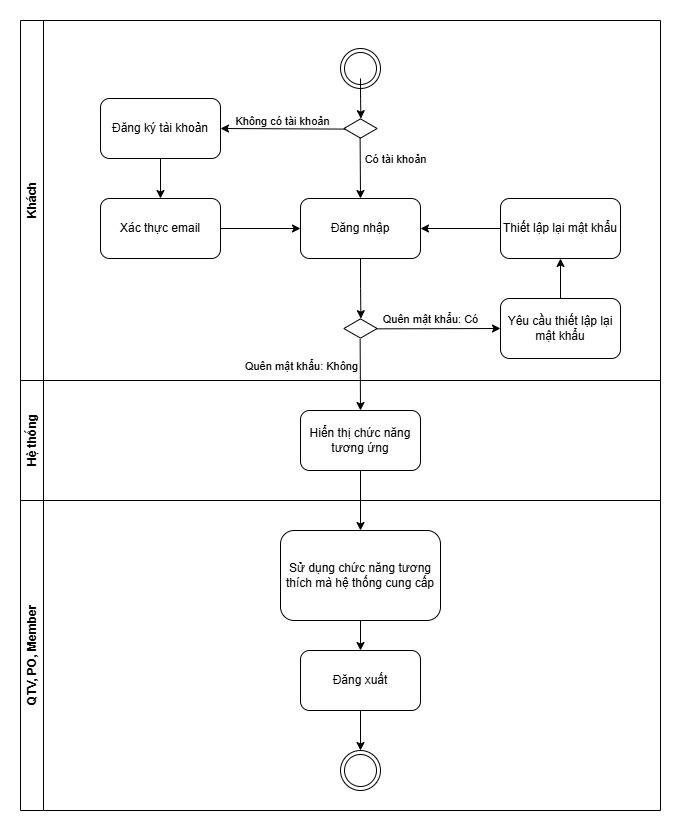 Khách
Không có tài khoản
Đăng ký tài khoản
Có tài khoản
Xác thực email
Đăng nhập
Thiết lập lại mật khẩu
Quên mật khẩu: Có
Yêu cầu thiết lập lại
mật khẩu
Quên mật khẩu: Không
Hệ thống
Hiển thị chức năng
tương ứng
QTV, PO, Member
Sử dụng chức năng tương
thích mà hệ thống cung cấp
Đăng xuất